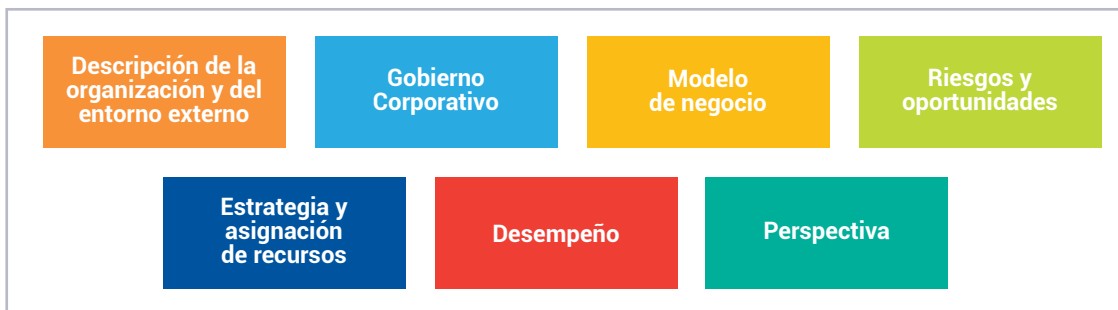 Descripción de la
organización y del
entorno externo
Gobierno
Corporativo
Modelo
de negocio
Riesgos y
oportunidades
Estrategia y
asignación
de recursos
Desempeño
Perspectiva